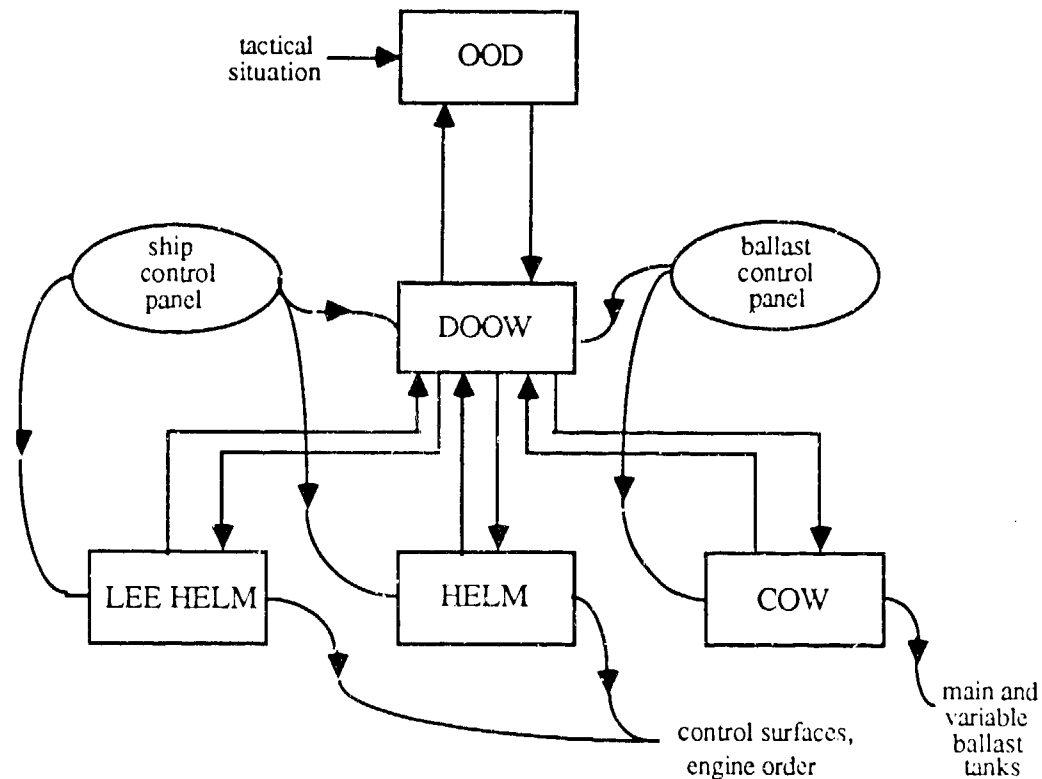 tactical
situation
OOD
ship
control
panel
ballast
control
panel
DOOW
LEE HELM
HELM
COW
main and
variable
ballast
tanks
control surfaces,
engine order